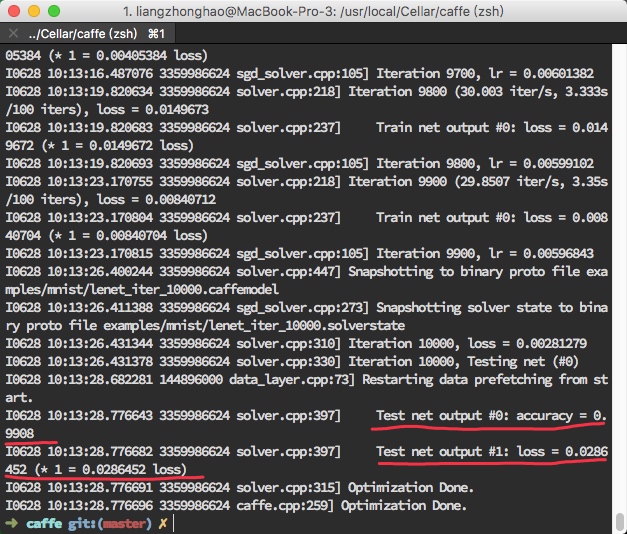 1. liangzhonghao@MacBook-Pro-3: /usr/local/Cellar/caffe (zsh)
× ../Cellar/caffe (zsh) ⌘1
05384 (* 1 = 0.00405384 loss)
I0628 10:13:16.487076 3359986624 sgd_solver.cpp:105] Iteration 9700, lr = 0.00601382
I0628 10:13:19.820634 3359986624 solver.cpp:218] Iteration 9800 (30.003 iter/s, 3.333s
/100 iters), loss = 0.0149673
I0628 10:13:19.820683 3359986624 solver.cpp:237]     Train net output #0: loss = 0.014
9672 (* 1 = 0.0149672 loss)
I0628 10:13:19.820693 3359986624 sgd_solver.cpp:105] Iteration 9800, lr = 0.00599102
I0628 10:13:23.170755 3359986624 solver.cpp:218] Iteration 9900 (29.8507 iter/s, 3.35s
/100 iters), loss = 0.00840712
I0628 10:13:23.170804 3359986624 solver.cpp:237]     Train net output #0: loss = 0.008
40704 (* 1 = 0.00840704 loss)
I0628 10:13:23.170815 3359986624 sgd_solver.cpp:105] Iteration 9900, lr = 0.00596843
I0628 10:13:26.400244 3359986624 solver.cpp:447] Snapshotting to binary proto file exa
mples/mnist/lenet_iter_10000.caffemodel
I0628 10:13:26.411388 3359986624 sgd_solver.cpp:273] Snapshotting solver state to bina
ry proto file examples/mnist/lenet_iter_10000.solverstate
I0628 10:13:26.431344 3359986624 solver.cpp:310] Iteration 10000, loss = 0.00281279
I0628 10:13:26.431378 3359986624 solver.cpp:330] Iteration 10000, Testing net (#0)
I0628 10:13:28.682281 144896000 data_layer.cpp:73] Restarting data prefetching from st
art.
I0628 10:13:28.776643 3359986624 solver.cpp:397]     Test net output #0: accuracy = 0.
9908
I0628 10:13:28.776682 3359986624 solver.cpp:397]     Test net output #1: loss = 0.0286
452 (* 1 = 0.0286452 loss)
I0628 10:13:28.776691 3359986624 solver.cpp:315] Optimization Done.
I0628 10:13:28.776696 3359986624 caffe.cpp:259] Optimization Done.
➜ caffe git:(master) ✗